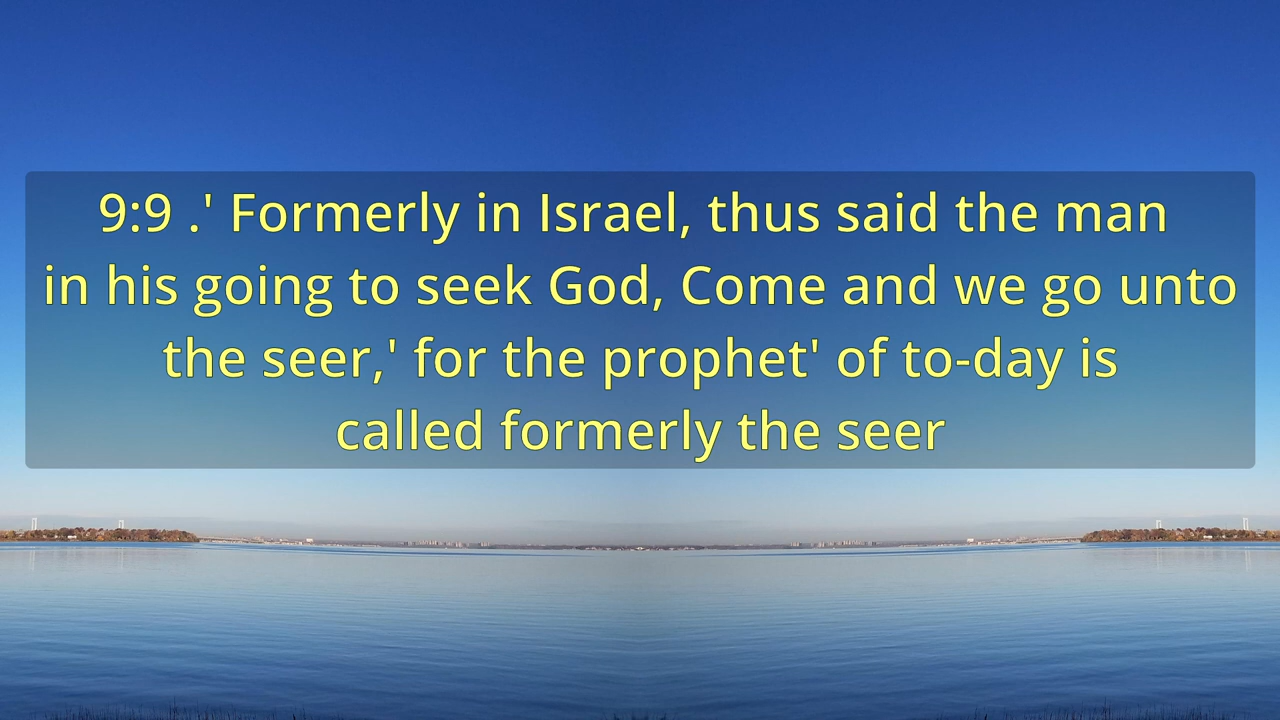 9:9 .' Formerly in Israel, thus said the man
in his going to seek God, Come and we go unto
the seer,' for the prophet' of to-day is
called formerly the seer